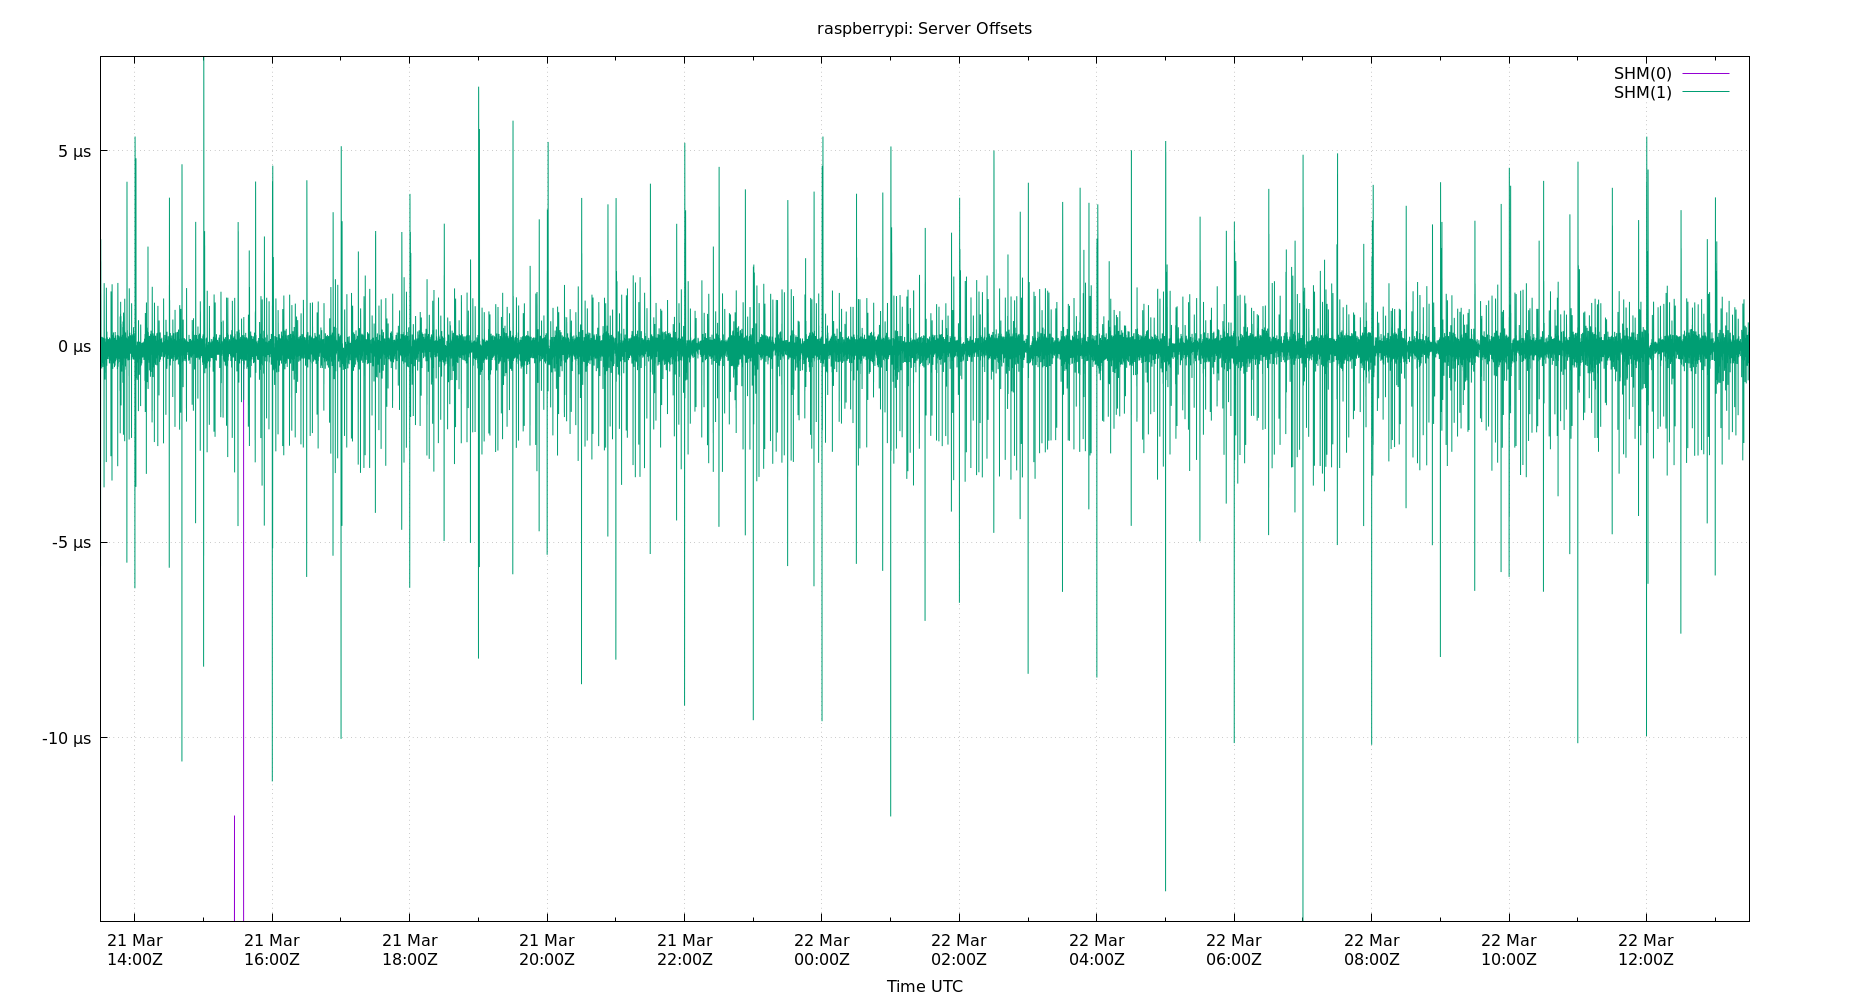 raspberrypi: Server Offsets
SHM(0)
SHM(1)
5 µs
0 µs
-5 µs
-10 µs
21 Mar 21 Mar 21 Mar 21 Mar 21 Mar 22 Mar 22 Mar 22 Mar 22 Mar 22 Mar 22 Mar 22 Mar
14:00Z 16:00Z 18:00Z 20:00Z 22:00Z 00:00Z 02:00Z 04:00Z 06:00Z 08:00Z 10:00Z 12:00Z
Time UTC